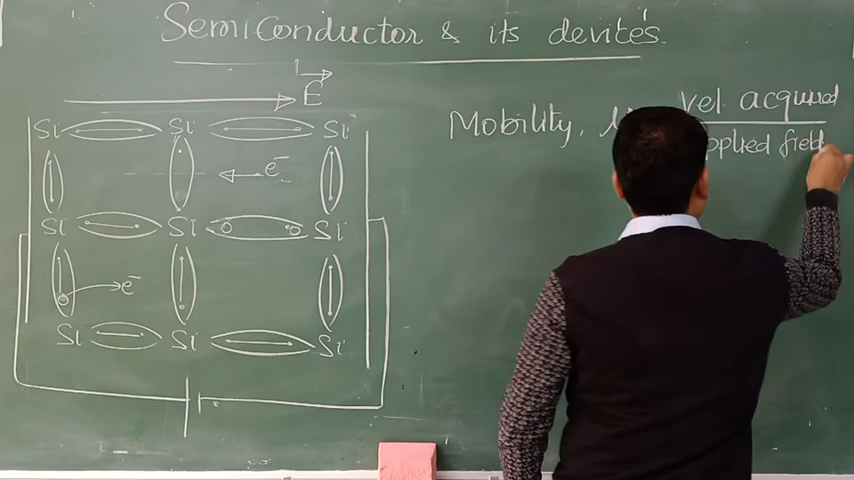 Semiconductor & its devices
E
Si Si Si
e-
Si Si Si
e-
Si Si Si
Mobility, μ
vel acquired
applied field